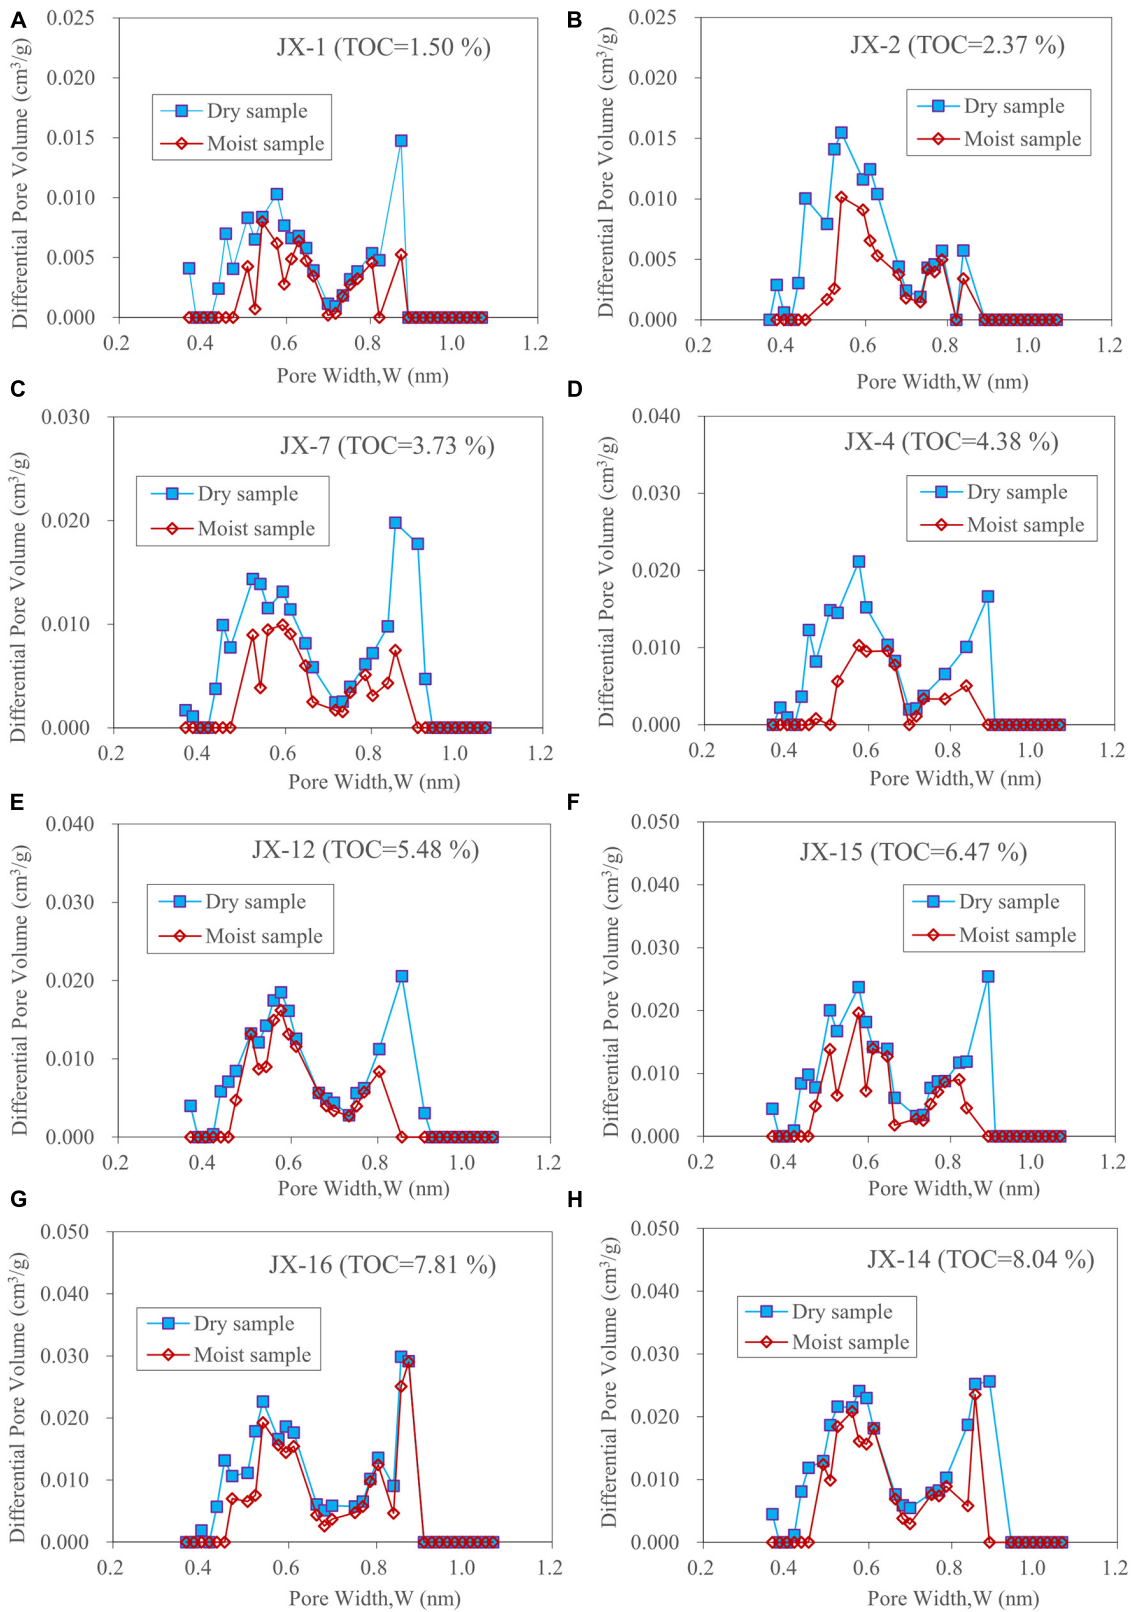 A
Differential Pore Volume (cm³/g)
0.025
0.020
0.015
0.010
0.005
0.000
JX-1 (TOC=1.50 %)
Dry sample
Moist sample
0.2 0.4 0.6 0.8 1.0 1.2
Pore Width,W (nm)
B
Differential Pore Volume (cm³/g)
0.025
0.020
0.015
0.010
0.005
0.000
JX-2 (TOC=2.37 %)
Dry sample
Moist sample
0.2 0.4 0.6 0.8 1.0 1.2
Pore Width,W (nm)
C
Differential Pore Volume (cm³/g)
0.030
0.020
0.010
0.000
JX-7 (TOC=3.73 %)
Dry sample
Moist sample
0.2 0.4 0.6 0.8 1.0 1.2
Pore Width,W (nm)
D
Differential Pore Volume (cm³/g)
0.040
0.030
0.020
0.010
0.000
JX-4 (TOC=4.38 %)
Dry sample
Moist sample
0.2 0.4 0.6 0.8 1.0 1.2
Pore Width,W (nm)
E
Differential Pore Volume (cm³/g)
0.040
0.030
0.020
0.010
0.000
JX-12 (TOC=5.48 %)
Dry sample
Moist sample
0.2 0.4 0.6 0.8 1.0 1.2
Pore Width,W (nm)
F
Differential Pore Volume (cm³/g)
0.050
0.040
0.030
0.020
0.010
0.000
JX-15 (TOC=6.47 %)
Dry sample
Moist sample
0.2 0.4 0.6 0.8 1.0 1.2
Pore Width,W (nm)
G
Differential Pore Volume (cm³/g)
0.050
0.040
0.030
0.020
0.010
0.000
JX-16 (TOC=7.81 %)
Dry sample
Moist sample
0.2 0.4 0.6 0.8 1.0 1.2
Pore Width,W (nm)
H
Differential Pore Volume (cm³/g)
0.050
0.040
0.030
0.020
0.010
0.000
JX-14 (TOC=8.04 %)
Dry sample
Moist sample
0.2 0.4 0.6 0.8 1.0 1.2
Pore Width,W (nm)